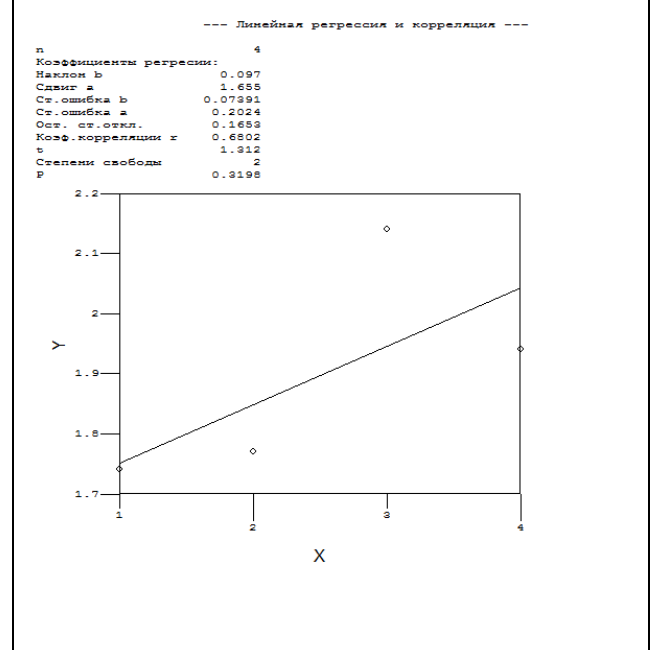 --- Линейная регрессия и корреляция ---
n 4
Коэффициенты регресии:
Наклон b 0.097
Сдвиг a 1.655
Ст.ошибка b 0.07391
Ст.ошибка a 0.2024
Ост. ст.откл. 0.1653
Коэф.корреляции r 0.6802
t 1.312
Степени свободы 2
P 0.3198
2.2
2.1
2
1.9
1.8
1.7
Y
1
2
3
4
X